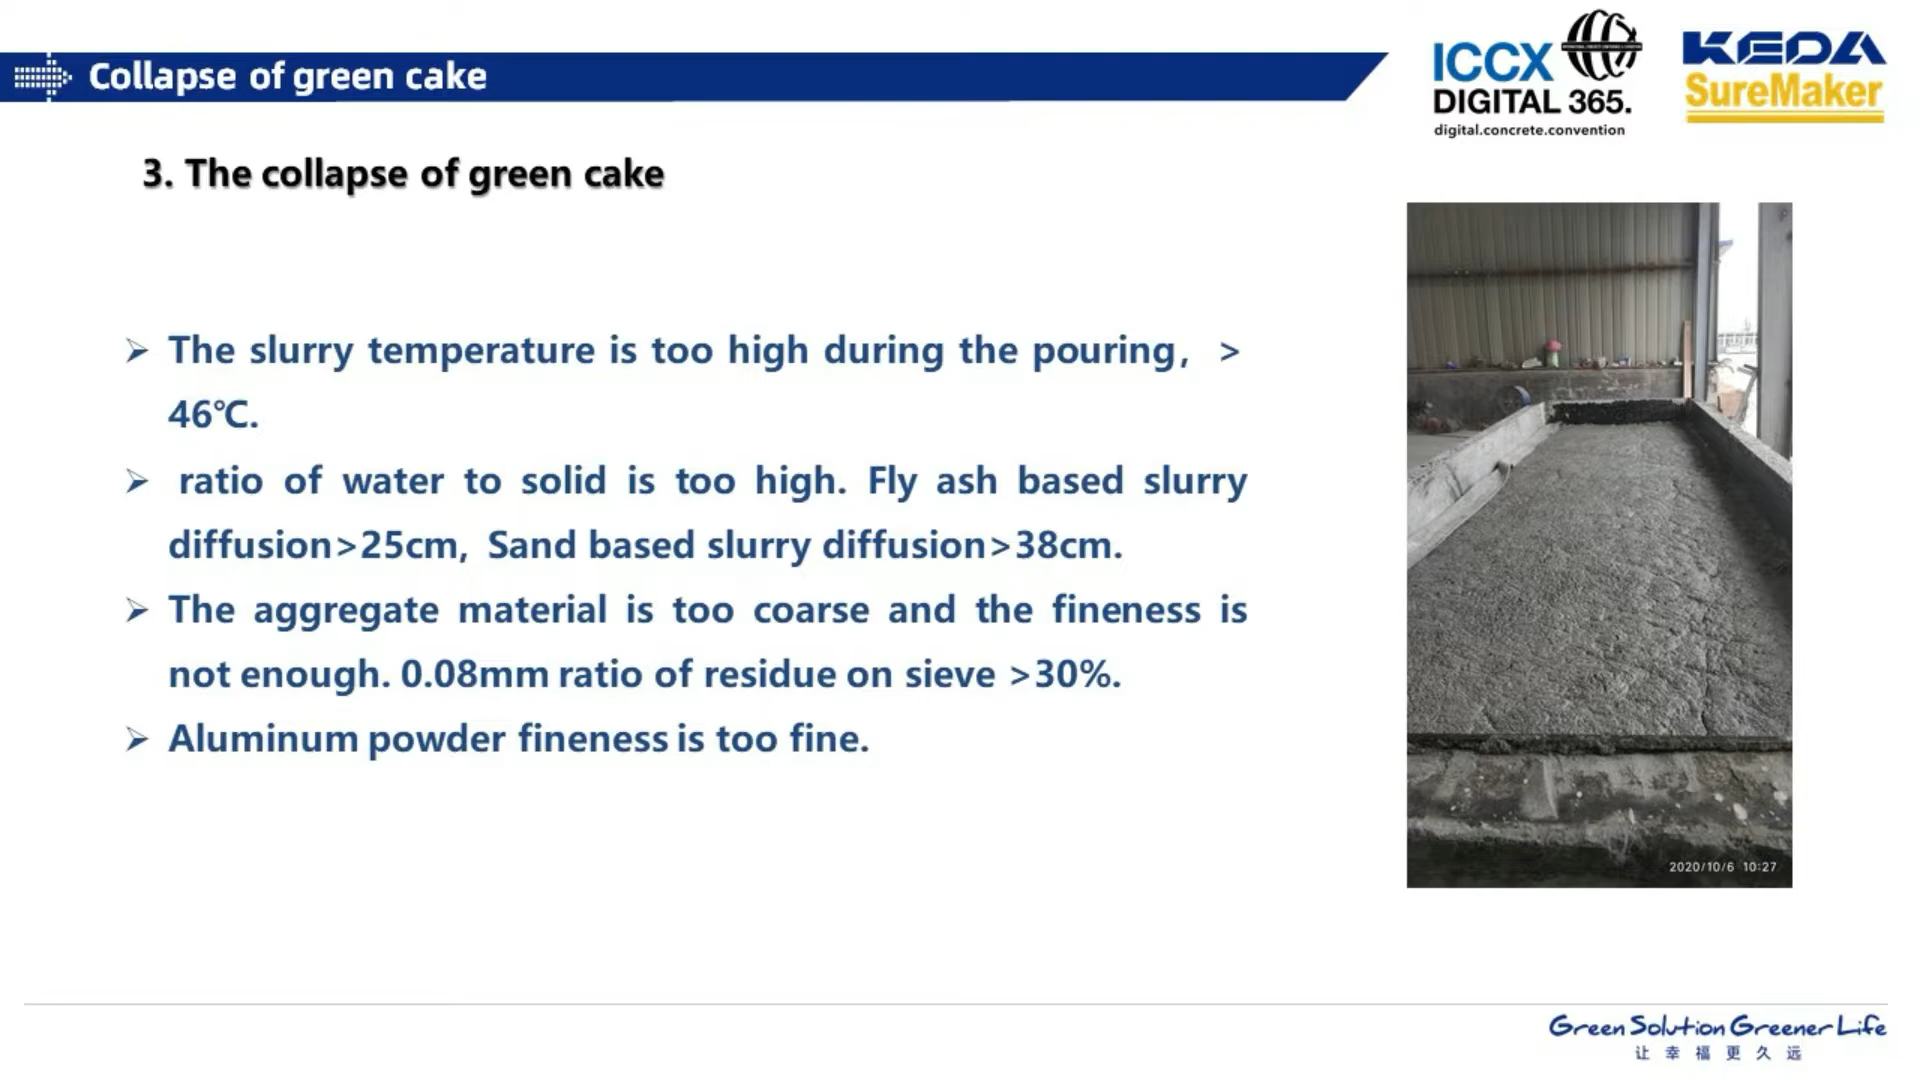 Collapse of green cake
ICCX
DIGITAL 365.
digital.concrete.convention
KEDA
SureMaker
3. The collapse of green cake
➢ The slurry temperature is too high during the pouring， >
46℃.
➢ ratio of water to solid is too high. Fly ash based slurry
diffusion>25cm, Sand based slurry diffusion>38cm.
➢ The aggregate material is too coarse and the fineness is
not enough. 0.08mm ratio of residue on sieve >30%.
➢ Aluminum powder fineness is too fine.
2020/10/6 10:27
Green Solution Greener Life
让幸福更久远